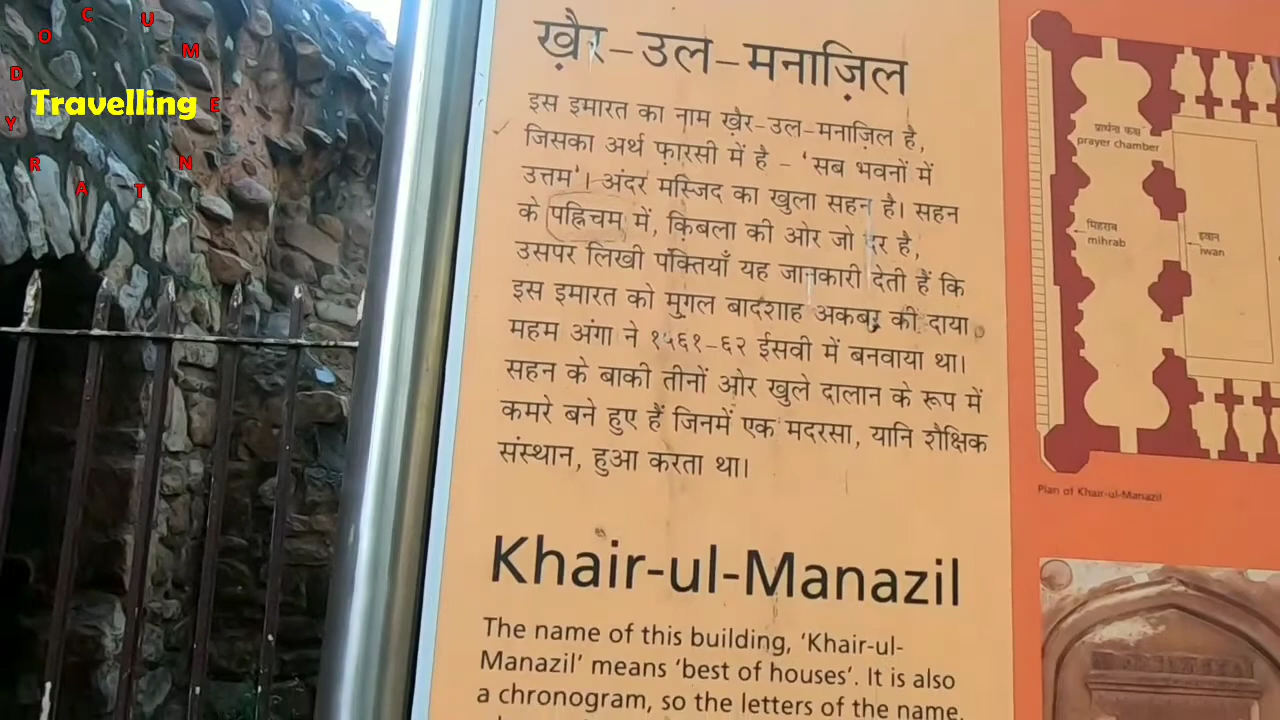 DOCUMENTARY
Travelling
ख़ैर-उल-मनाज़िल
इस इमारत का नाम ख़ैर-उल-मनाज़िल है,
जिसका अर्थ फ़ारसी में है – 'सब भवनों में
उत्तम'। अंदर मस्जिद का खुला सहन है। सहन
के पह्चिम में, क़िबला की ओर जो दर है,
उसपर लिखी पंक्तियाँ यह जानकारी देती हैं कि
इस इमारत को मुग़ल बादशाह अकबर की दाया
महम अंगा ने १५६१-६२ ईसवी में बनवाया था।
सहन के बाकी तीनों ओर खुले दालान के रूप में
कमरे बने हुए हैं जिनमें एक मदरसा, यानि शैक्षिक
संस्थान, हुआ करता था।
Khair-ul-Manazil
The name of this building, 'Khair-ul-
Manazil' means 'best of houses'. It is also
a chronogram, so the letters of the name,
प्रार्थना कक्ष
prayer chamber
मिहराब
mihrab
इवान
iwan
Plan of Khair-ul-Manazil